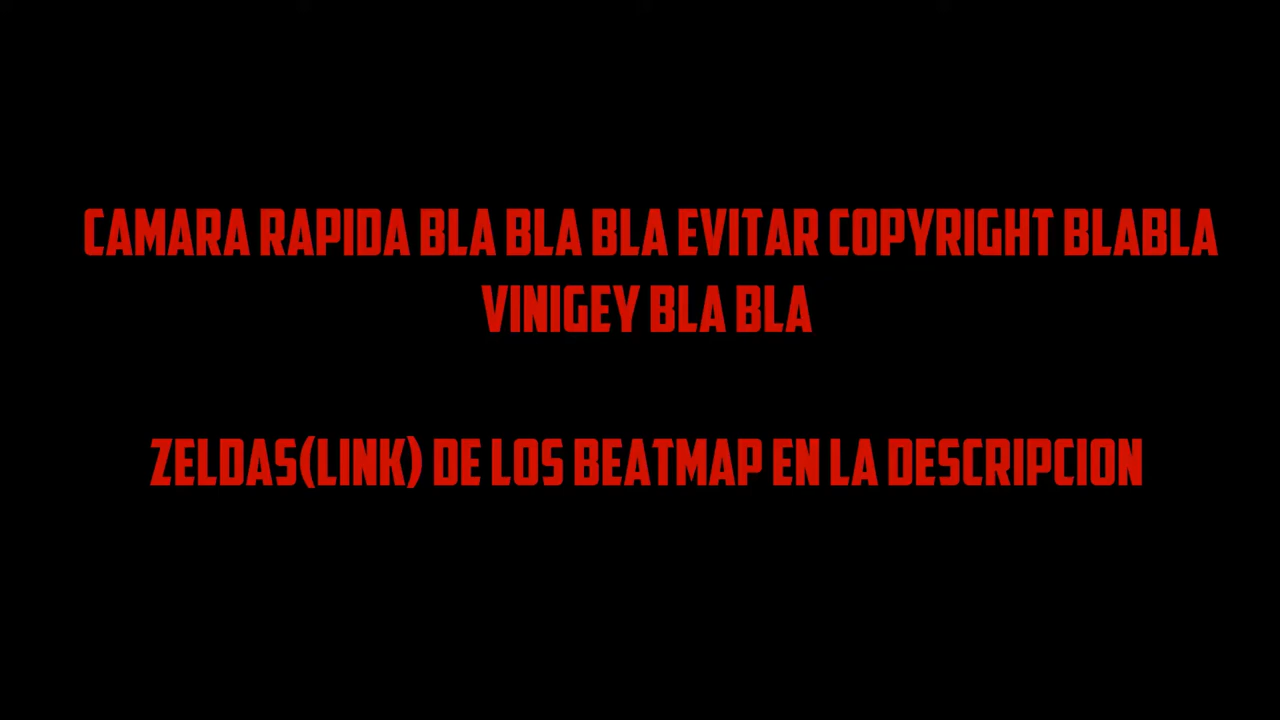 CAMARA RAPIDA BLA BLA BLA EVITAR COPYRIGHT BLABLA
VINIGEY BLA BLA
ZELDAS(LINK) DE LOS BEATMAP EN LA DESCRIPCION